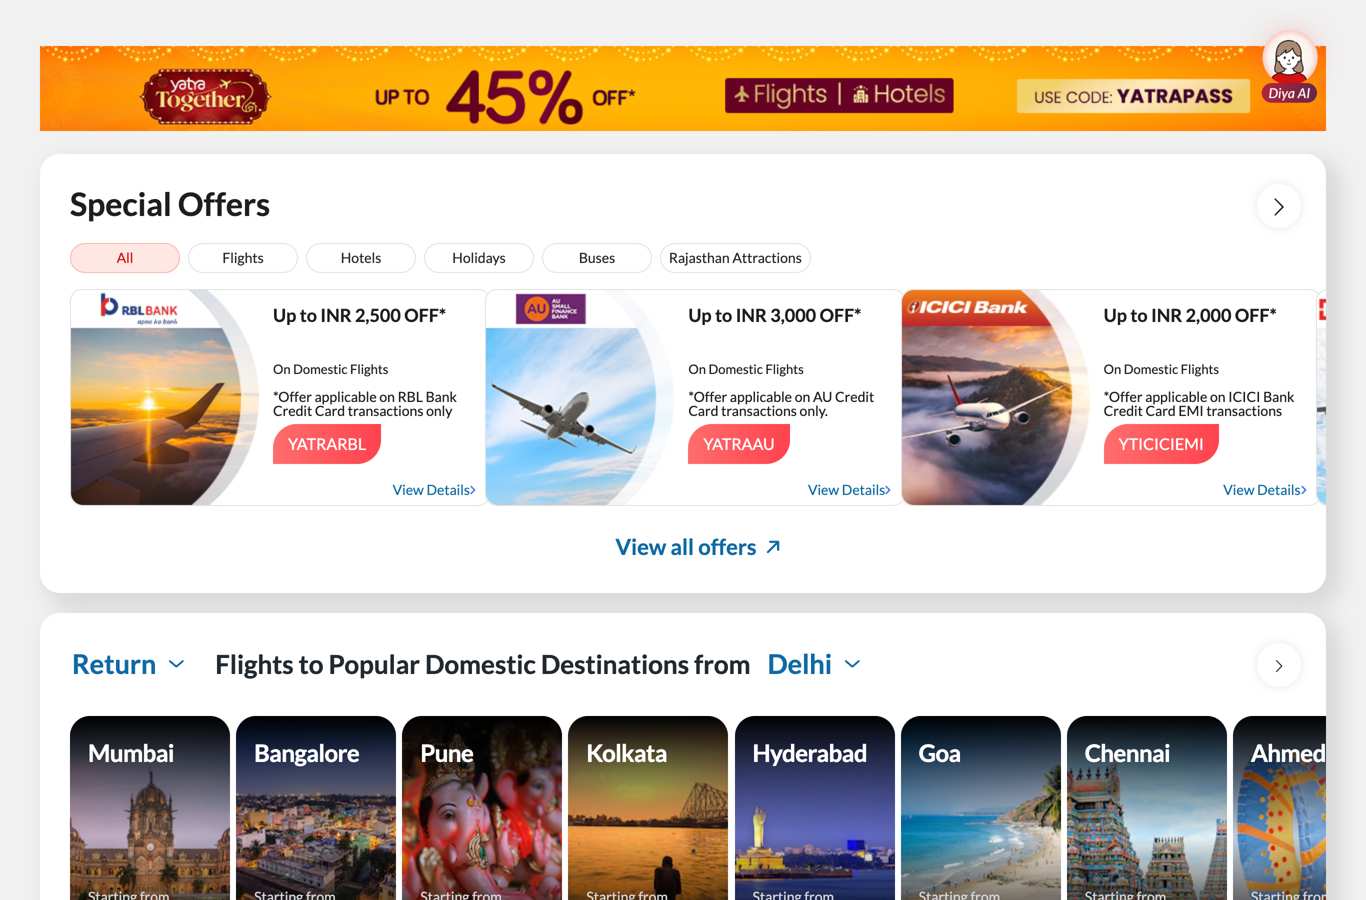 yatra
Together
UP TO 45% OFF*
Flights | Hotels
USE CODE: YATRAPASS
Diya AI
Special Offers
All
Flights
Hotels
Holidays
Buses
Rajasthan Attractions
RBLBANK
apno ka bank
Up to INR 2,500 OFF*
On Domestic Flights
*Offer applicable on RBL Bank
Credit Card transactions only
YATRARBL
View Details
AU
AU
SMALL
FINANCE
BANK
Up to INR 3,000 OFF*
On Domestic Flights
*Offer applicable on AU Credit
Card transactions only.
YATRAAU
View Details
ICICI Bank
Up to INR 2,000 OFF*
On Domestic Flights
*Offer applicable on ICICI Bank
Credit Card EMI transactions
YTICICIEMI
View Details
View all offers
Return
Flights to Popular Domestic Destinations from
Delhi
Mumbai
Starting from
Bangalore
Starting from
Pune
Starting from
Kolkata
Starting from
Hyderabad
Starting from
Goa
Starting from
Chennai
Starting from
Ahmed
Starting from